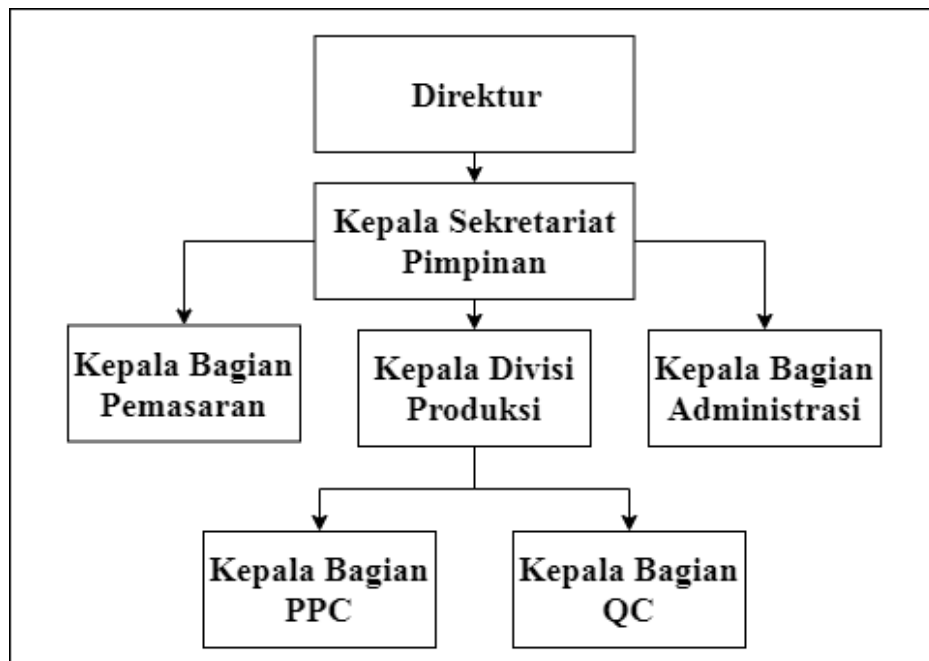 Direktur
Kepala Sekretariat
Pimpinan
Kepala Bagian
Pemasaran
Kepala Divisi
Produksi
Kepala Bagian
Administrasi
Kepala Bagian
PPC
Kepala Bagian
QC